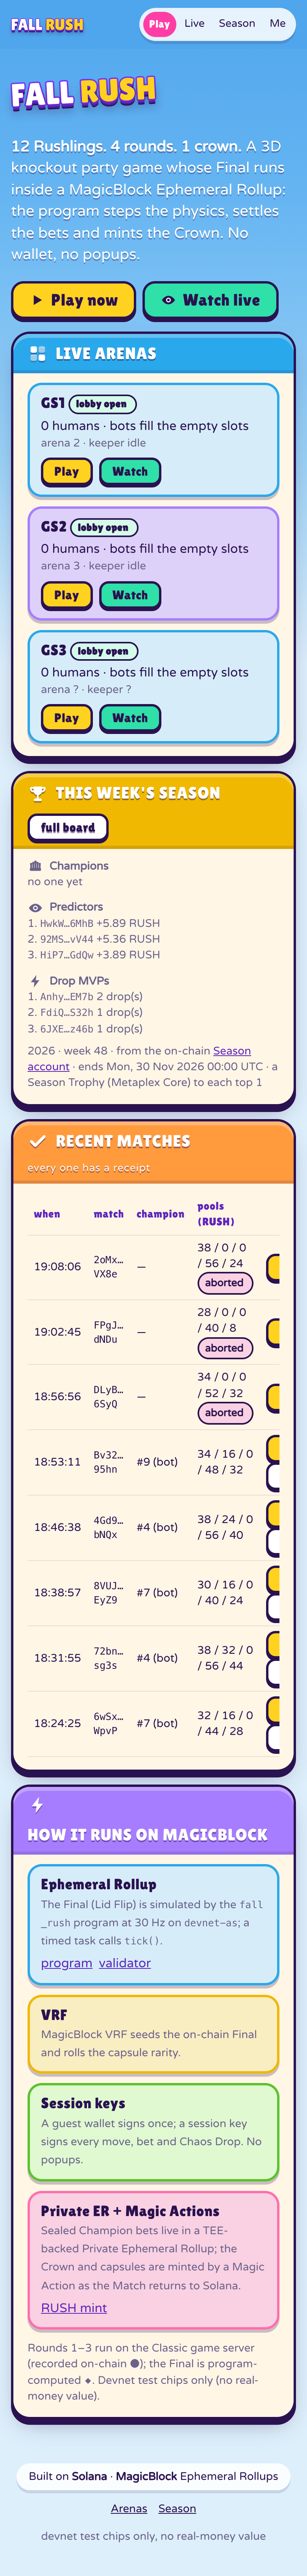 FALL RUSH
Play Live Season Me
FALL RUSH
12 Rushlings. 4 rounds. 1 crown. A 3D
knockout party game whose Final runs
inside a MagicBlock Ephemeral Rollup:
the program steps the physics, settles
the bets and mints the Crown. No
wallet, no popups.
Play now Watch live
LIVE ARENAS
GS1 lobby open
0 humans · bots fill the empty slots
arena 2 · keeper idle
Play Watch
GS2 lobby open
0 humans · bots fill the empty slots
arena 3 · keeper idle
Play Watch
GS3 lobby open
0 humans · bots fill the empty slots
arena ? · keeper ?
Play Watch
THIS WEEK'S SEASON
full board
Champions
no one yet
Predictors
1. HwkW…6MhB +5.89 RUSH
2. 92MS…vV44 +5.36 RUSH
3. HiP7…GdQw +3.89 RUSH
Drop MVPs
1. Anhy…EM7b 2 drop(s)
2. FdiQ…S32h 1 drop(s)
3. 6JXE…z46b 1 drop(s)
2026 · week 48 · from the on-chain Season
account · ends Mon, 30 Nov 2026 00:00 UTC · a
Season Trophy (Metaplex Core) to each top 1
RECENT MATCHES
every one has a receipt
when match champion pools
(RUSH)
19:08:06 2oMx…
VX8e — 38 / 0 / 0
/ 56 / 24
aborted
19:02:45 FPgJ…
dNDu — 28 / 0 / 0
/ 40 / 8
aborted
18:56:56 DLyB…
6SyQ — 34 / 0 / 0
/ 52 / 32
aborted
18:53:11 Bv32…
95hn #9 (bot) 34 / 16 / 0
/ 48 / 32
18:46:38 4Gd9…
bNQx #4 (bot) 38 / 24 / 0
/ 56 / 40
18:38:57 8VUJ…
EyZ9 #7 (bot) 30 / 16 / 0
/ 40 / 24
18:31:55 72bn…
sg3s #4 (bot) 38 / 32 / 0
/ 56 / 44
18:24:25 6wSx…
WpvP #7 (bot) 32 / 16 / 0
/ 44 / 28
HOW IT RUNS ON MAGICBLOCK
Ephemeral Rollup
The Final (Lid Flip) is simulated by the fall
_rush program at 30 Hz on devnet-as; a
timed task calls tick().
program validator
VRF
MagicBlock VRF seeds the on-chain Final
and rolls the capsule rarity.
Session keys
A guest wallet signs once; a session key
signs every move, bet and Chaos Drop. No
popups.
Private ER + Magic Actions
Sealed Champion bets live in a TEE-
backed Private Ephemeral Rollup; the
Crown and capsules are minted by a Magic
Action as the Match returns to Solana.
RUSH mint
Rounds 1–3 run on the Classic game server
(recorded on-chain ●); the Final is program-
computed ◆. Devnet test chips only (no real-
money value).
Built on Solana · MagicBlock Ephemeral Rollups
Arenas Season
devnet test chips only, no real-money value